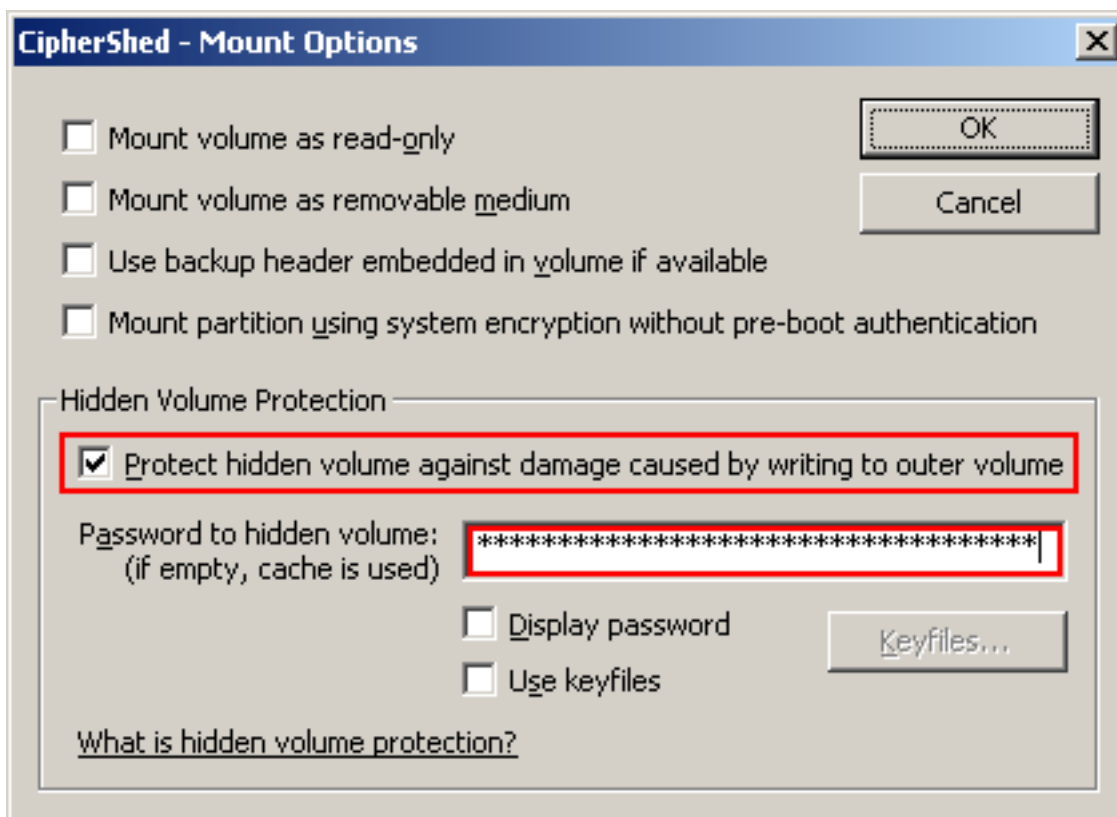 CipherShed - Mount Options
Mount volume as read-only
OK
Mount volume as removable medium
Cancel
Use backup header embedded in volume if available
Mount partition using system encryption without pre-boot authentication
Hidden Volume Protection
Protect hidden volume against damage caused by writing to outer volume
Password to hidden volume:
***********************************
(if empty, cache is used)
Display password
Keyfiles...
Use keyfiles
What is hidden volume protection?